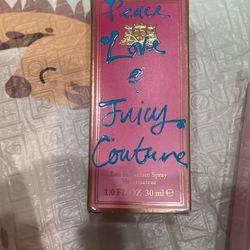 Peace
Love
&
Juicy
Couture
Eau de Parfum Spray
Vaporisateur
1.0 FL OZ 30 ml ℮